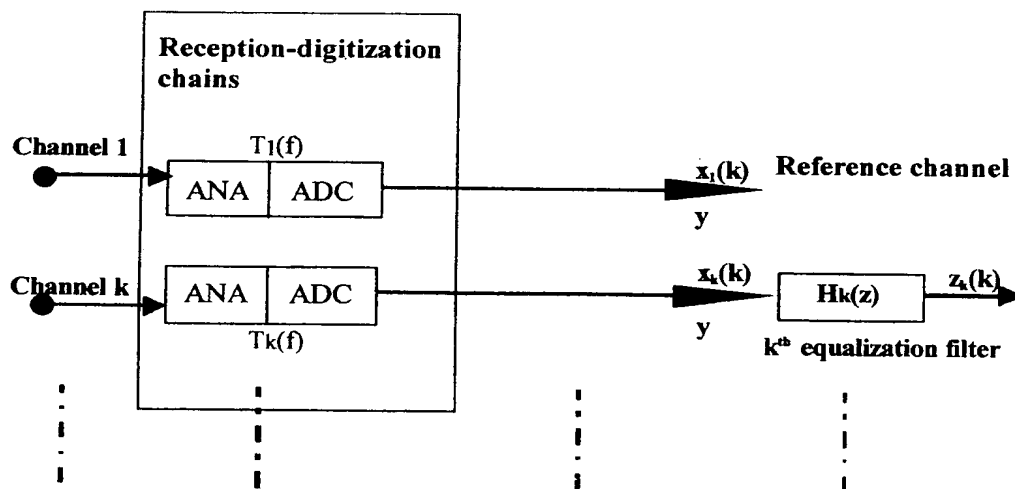 Reception-digitization
chains
Channel 1
T1(f)
ANA ADC
x1(k)
y
Reference channel
Channel k
ANA ADC
Tk(f)
xk(k)
y
Hk(z)
zk(k)
kth equalization filter